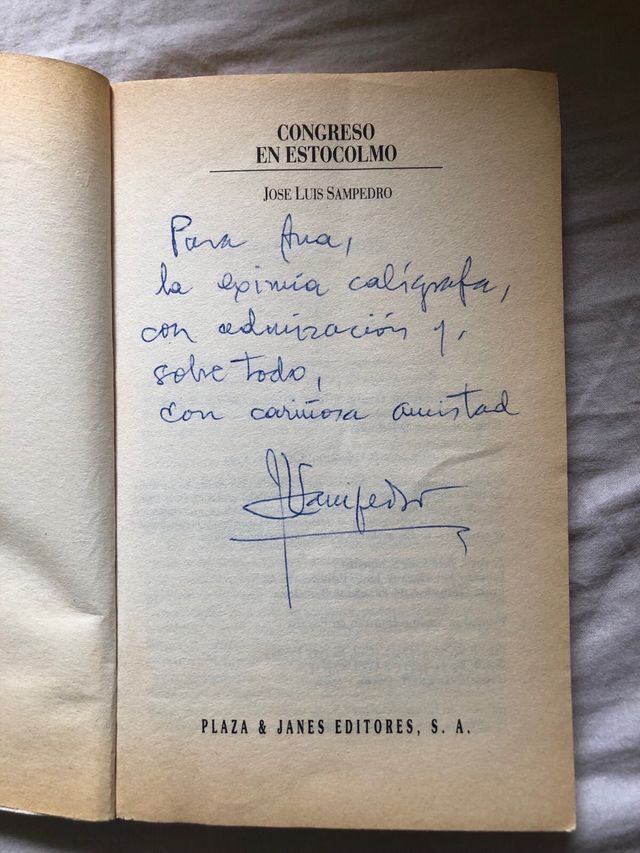 CONGRESO
EN ESTOCOLMO
JOSE LUIS SAMPEDRO
Para Ana,
la eximia calígrafa,
con admiración y,
sobre todo,
con cariñosa amistad
JLSampedro
PLAZA & JANES EDITORES, S. A.